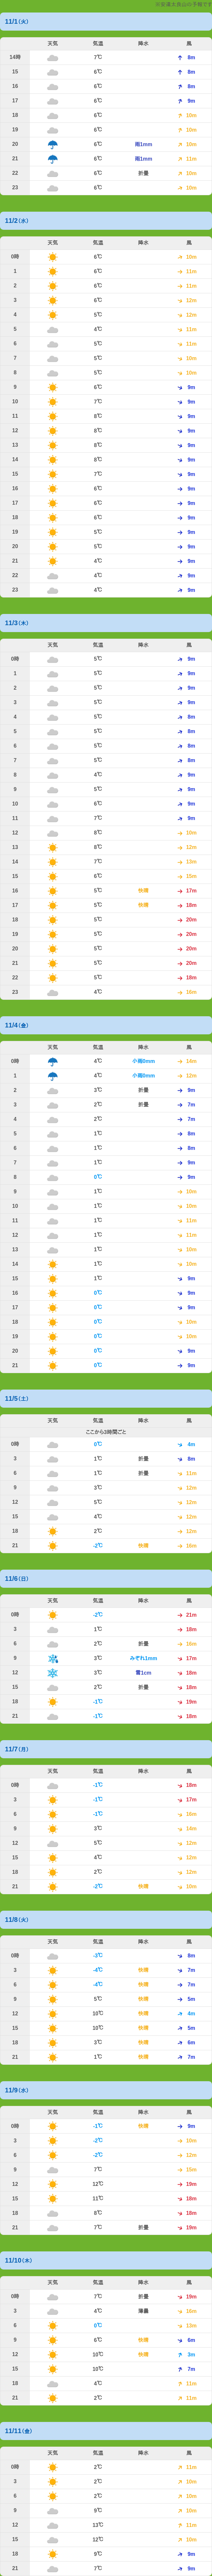 11/1（火）
天気 気温 降水 風
14時 7℃ 8m
15 6℃ 8m
16 6℃ 8m
17 6℃ 9m
18 6℃ 10m
19 6℃ 10m
20 6℃ 雨1mm 10m
21 6℃ 雨1mm 11m
22 6℃ 折畳 10m
23 6℃ 10m
11/2（水）
天気 気温 降水 風
0時 6℃ 10m
1 6℃ 11m
2 6℃ 11m
3 6℃ 12m
4 5℃ 12m
5 4℃ 11m
6 5℃ 11m
7 5℃ 10m
8 5℃ 10m
9 6℃ 9m
10 7℃ 9m
11 8℃ 9m
12 8℃ 9m
13 8℃ 9m
14 8℃ 9m
15 7℃ 9m
16 6℃ 9m
17 6℃ 9m
18 6℃ 9m
19 5℃ 9m
20 5℃ 9m
21 4℃ 9m
22 4℃ 9m
23 4℃ 9m
11/3（木）
天気 気温 降水 風
0時 5℃ 9m
1 5℃ 9m
2 5℃ 9m
3 5℃ 9m
4 5℃ 8m
5 5℃ 8m
6 5℃ 8m
7 5℃ 8m
8 4℃ 9m
9 5℃ 9m
10 6℃ 9m
11 7℃ 9m
12 8℃ 10m
13 8℃ 12m
14 7℃ 13m
15 6℃ 15m
16 5℃ 快晴 17m
17 5℃ 快晴 18m
18 5℃ 20m
19 5℃ 20m
20 5℃ 20m
21 5℃ 20m
22 5℃ 18m
23 4℃ 16m
11/4（金）
天気 気温 降水 風
0時 4℃ 小雨0mm 14m
1 4℃ 小雨0mm 12m
2 3℃ 折畳 9m
3 2℃ 折畳 7m
4 2℃ 7m
5 1℃ 8m
6 1℃ 8m
7 1℃ 9m
8 0℃ 9m
9 1℃ 10m
10 1℃ 10m
11 1℃ 11m
12 1℃ 11m
13 1℃ 10m
14 1℃ 10m
15 1℃ 9m
16 0℃ 9m
17 0℃ 9m
18 0℃ 10m
19 0℃ 10m
20 0℃ 9m
21 0℃ 9m
11/5（土）
天気 気温 降水 風
ここから3時間ごと
0時 0℃ 4m
3 1℃ 折畳 8m
6 1℃ 折畳 11m
9 3℃ 12m
12 5℃ 12m
15 4℃ 12m
18 2℃ 12m
21 -2℃ 快晴 16m
11/6（日）
天気 気温 降水 風
0時 -2℃ 21m
3 1℃ 18m
6 2℃ 折畳 16m
9 3℃ みぞれ1mm 17m
12 3℃ 雪1cm 18m
15 2℃ 折畳 18m
18 -1℃ 19m
21 -1℃ 18m
11/7（月）
天気 気温 降水 風
0時 -1℃ 18m
3 -1℃ 17m
6 -1℃ 16m
9 3℃ 14m
12 5℃ 12m
15 4℃ 12m
18 2℃ 12m
21 -2℃ 快晴 10m
11/8（火）
天気 気温 降水 風
0時 -3℃ 8m
3 -4℃ 快晴 7m
6 -4℃ 快晴 7m
9 5℃ 快晴 5m
12 10℃ 快晴 4m
15 10℃ 快晴 5m
18 3℃ 快晴 6m
21 1℃ 快晴 7m
11/9（水）
天気 気温 降水 風
0時 -1℃ 快晴 9m
3 -2℃ 10m
6 -2℃ 12m
9 7℃ 15m
12 12℃ 19m
15 11℃ 18m
18 8℃ 18m
21 7℃ 折畳 19m
11/10（木）
天気 気温 降水 風
0時 7℃ 折畳 19m
3 4℃ 薄曇 16m
6 0℃ 13m
9 6℃ 快晴 6m
12 10℃ 快晴 3m
15 10℃ 7m
18 4℃ 11m
21 2℃ 11m
11/11（金）
天気 気温 降水 風
0時 2℃ 11m
3 2℃ 10m
6 2℃ 10m
9 9℃ 10m
12 13℃ 11m
15 12℃ 10m
18 9℃ 9m
21 7℃ 9m